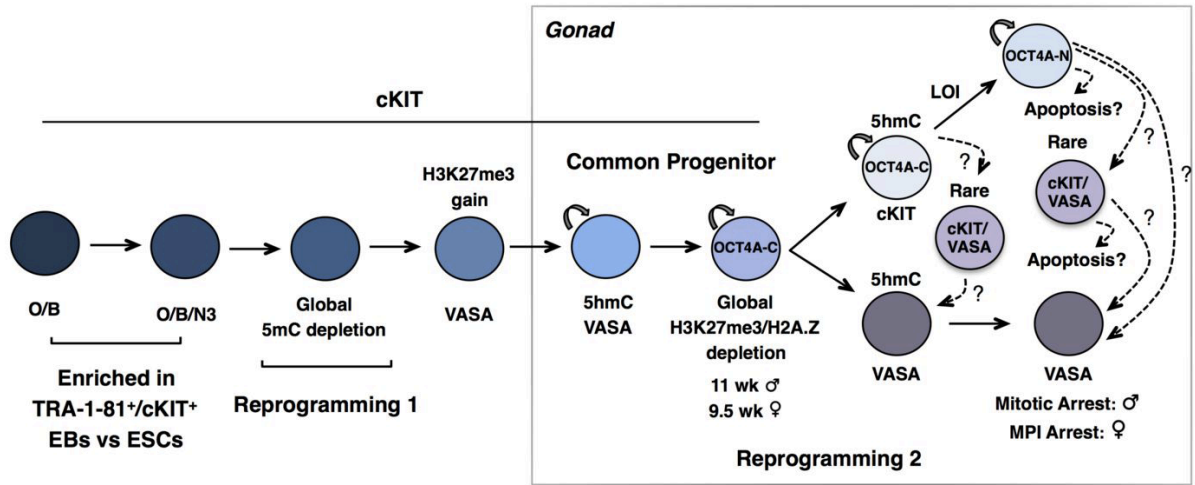 Gonad
cKIT
Common Progenitor
O/B
O/B/N3
Enriched in
TRA-1-81⁺/cKIT⁺
EBs vs ESCs
Global
5mC depletion
Reprogramming 1
H3K27me3
gain
VASA
5hmC
VASA
OCT4A-C
Global
H3K27me3/H2A.Z
depletion
11 wk ♂
9.5 wk ♀
5hmC
OCT4A-C
cKIT
LOI
OCT4A-N
Apoptosis?
?
Rare
cKIT/
VASA
?
5hmC
VASA
?
Rare
cKIT/
VASA
?
Apoptosis?
?
VASA
Mitotic Arrest: ♂
MPI Arrest: ♀
Reprogramming 2